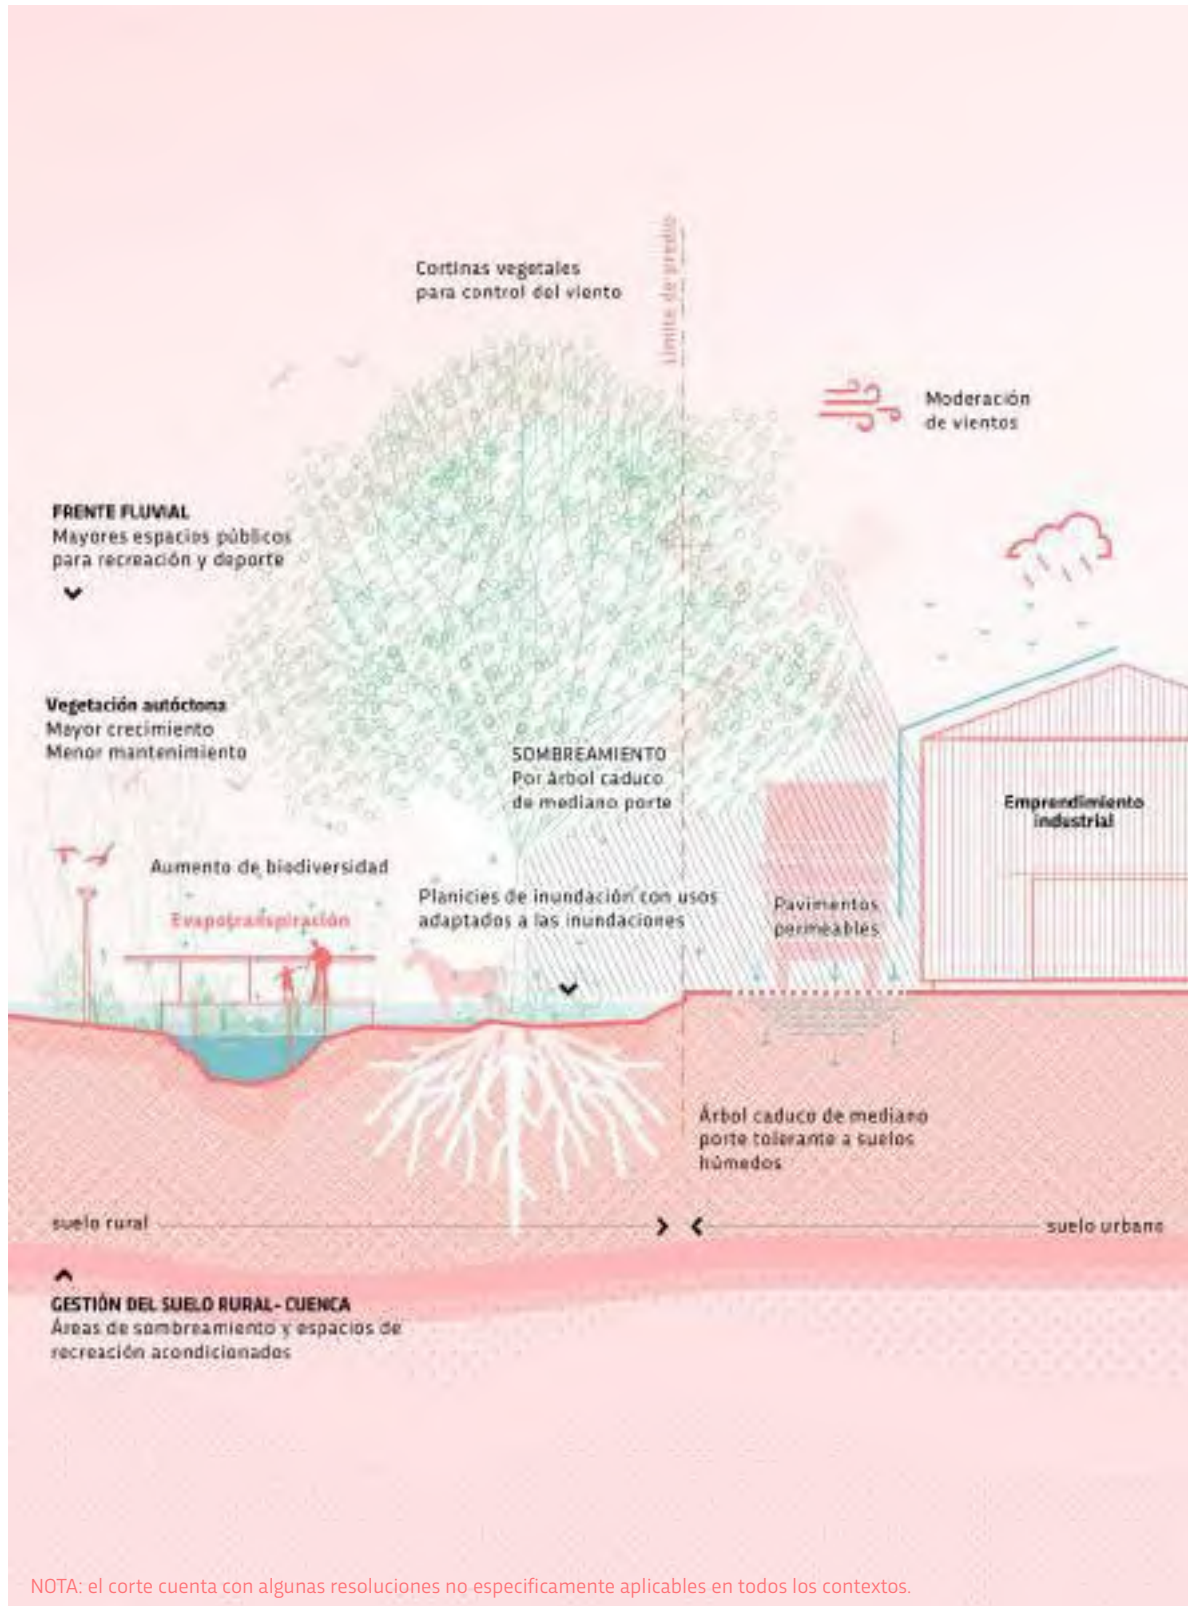 Cortinas vegetales
para control del viento
Límite de predio
Moderación
de vientos
FRENTE FLUVIAL
Mayores espacios públicos
para recreación y deporte
Vegetación autóctona
Mayor crecimiento
Menor mantenimiento
SOMBREAMIENTO
Por árbol caduco
de mediano porte
Emprendimiento
industrial
Aumento de biodiversidad
Evapotranspiración
Planicies de inundación con usos
adaptados a las inundaciones
Pavimentos
permeables
Árbol caduco de mediano
porte tolerante a suelos
húmedos
suelo rural
suelo urbano
GESTIÓN DEL SUELO RURAL- CUENCA
Áreas de sombreamiento y espacios de
recreación acondicionados
NOTA: el corte cuenta con algunas resoluciones no especificamente aplicables en todos los contextos.